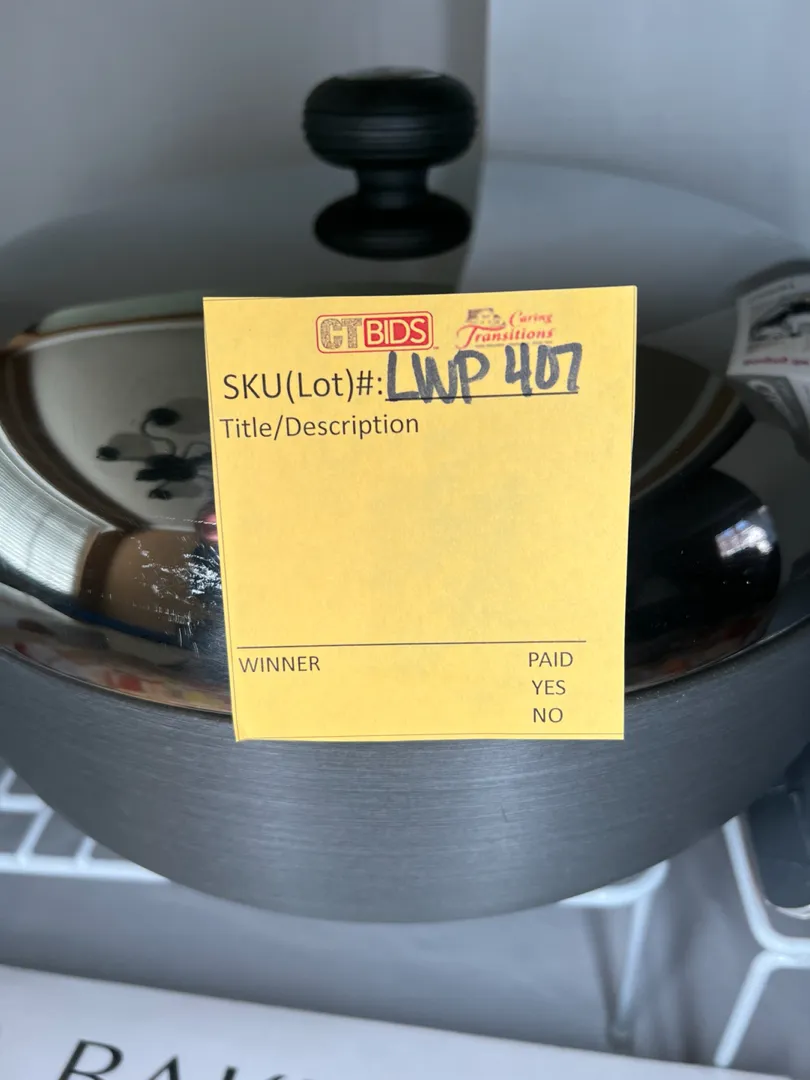 CTBIDS
Caring
Transitions
SKU(Lot)#: LWP 407
Title/Description
WINNER
PAID
YES
NO